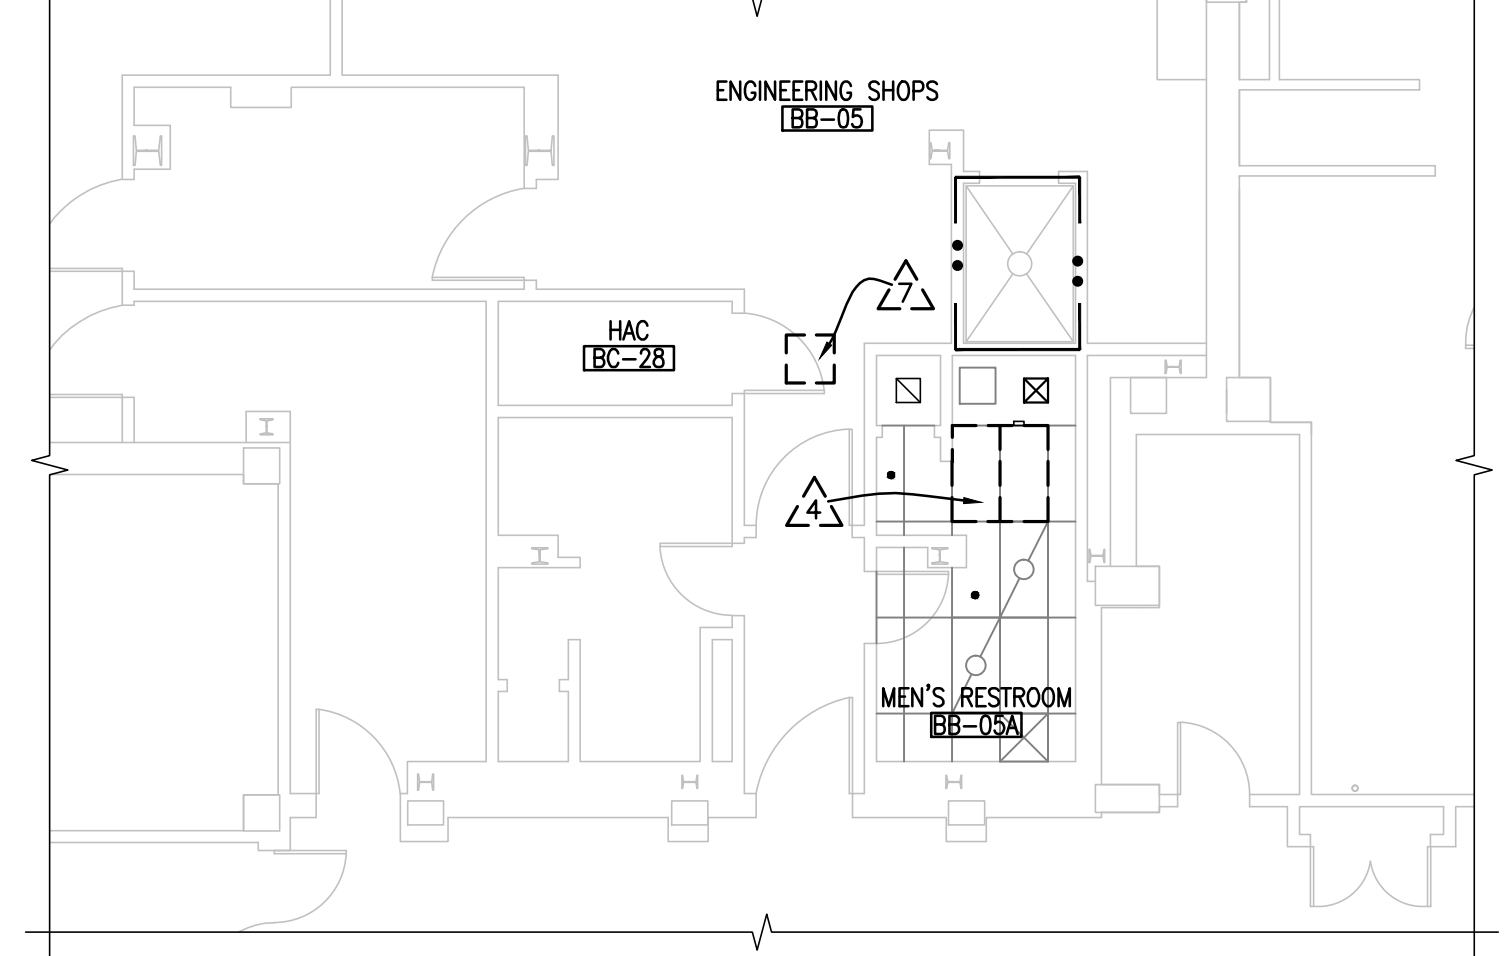 ENGINEERING SHOPS
BB-05
7
HAC
BC-28
4
MEN'S RESTROOM
BB-05A